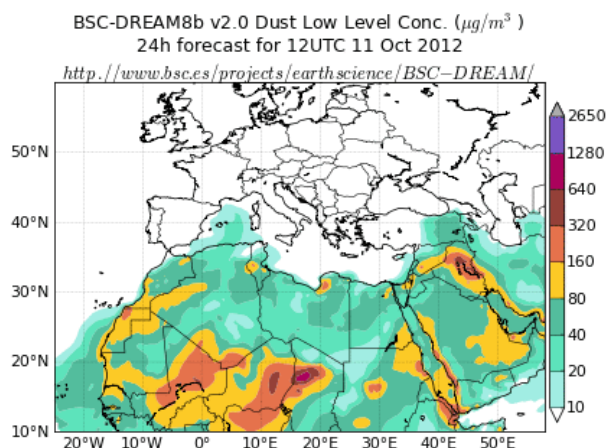 BSC-DREAM8b v2.0 Dust Low Level Conc. (μg/m³ )
24h forecast for 12UTC 11 Oct 2012
http.//www.bsc.es/projects/earthscience/BSC−DREAM/
2650
1280
640
320
160
80
40
20
10
50°N
40°N
30°N
20°N
10°N
20°W 10°W 0° 10°E 20°E 30°E 40°E 50°E